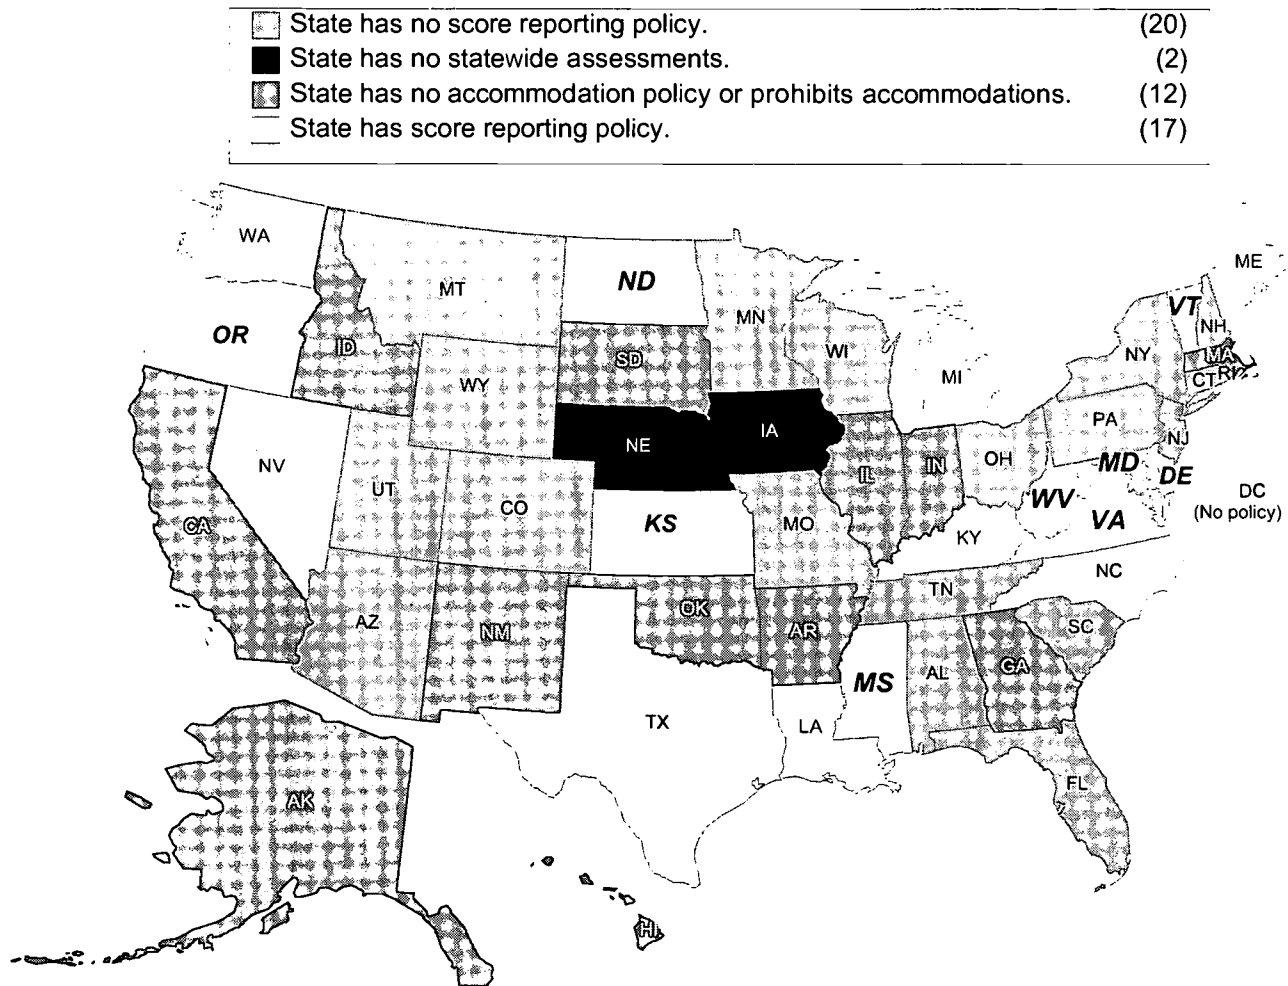 State has no score reporting policy. (20)
State has no statewide assessments. (2)
State has no accommodation policy or prohibits accommodations. (12)
State has score reporting policy. (17)
WA
MT
ND
MN
ME
OR
ID
SD
WI
VT
NH
NY
MA
WY
MI
CT
RI
NE
IA
PA
NJ
NV
UT
CO
IL
IN
OH
MD
DE
DC
(No policy)
CA
KS
MO
WV
VA
KY
NC
AZ
NM
OK
AR
TN
SC
MS
AL
GA
TX
LA
FL
AK
HI